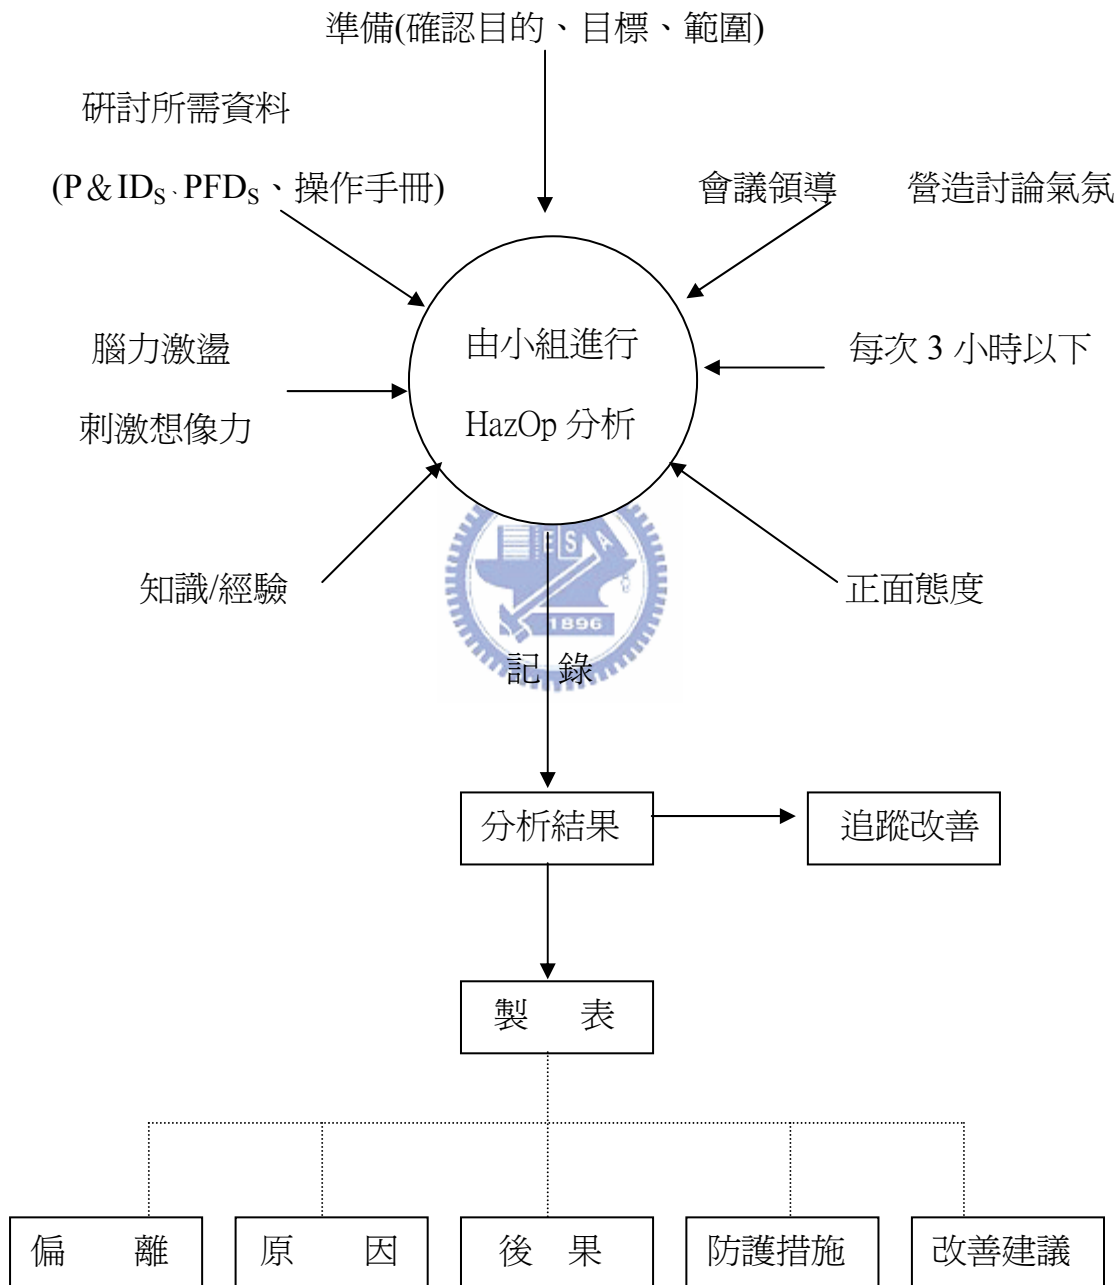 準備(確認目的、目標、範圍)
研討所需資料
(P＆IDS、PFDS、操作手冊)
會議領導 營造討論氣氛
由小組進行
HazOp 分析
腦力激盪
刺激想像力
每次 3 小時以下
知識/經驗
正面態度
E S A
1896
記 錄
分析結果
追蹤改善
製 表
偏 離
原 因
後 果
防護措施
改善建議